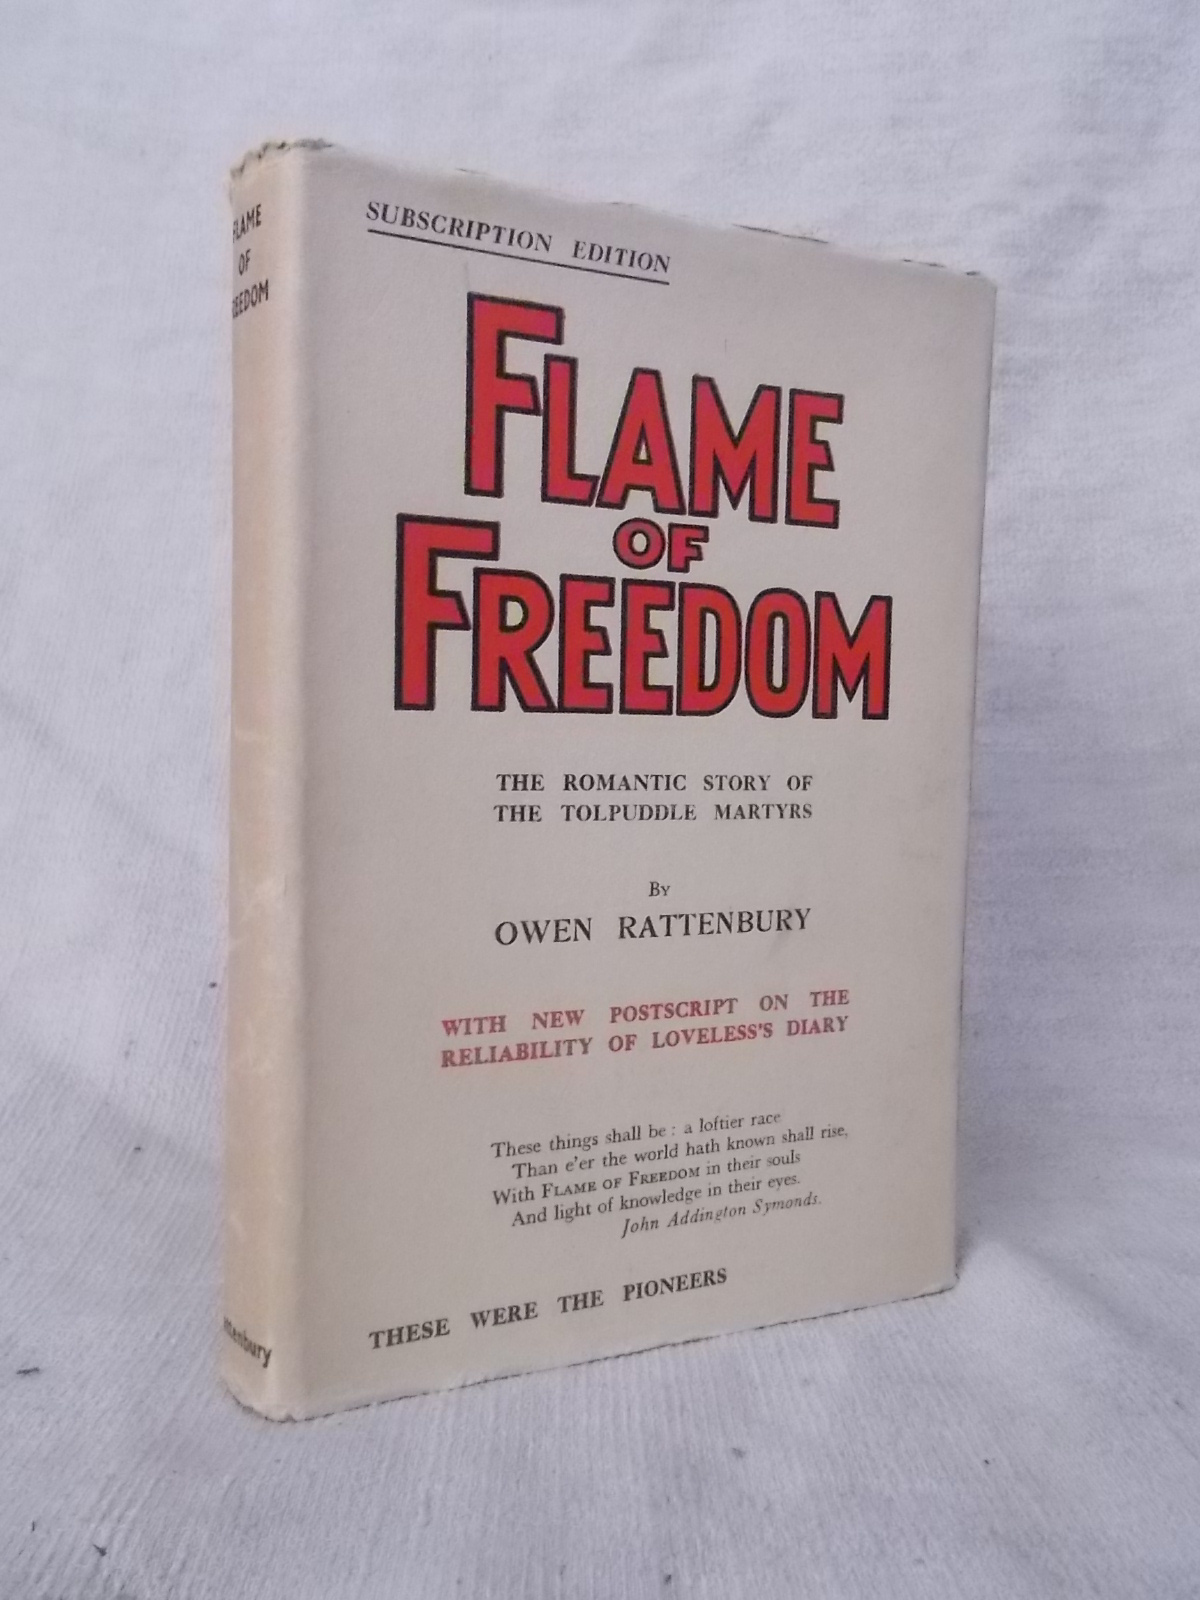 SUBSCRIPTION EDITION
FLAME
OF
FREEDOM
THE ROMANTIC STORY OF
THE TOLPUDDLE MARTYRS
BY
OWEN RATTENBURY
WITH NEW POSTSCRIPT ON THE
RELIABILITY OF LOVELESS'S DIARY
These things shall be : a loftier race
Than e'er the world hath known shall rise,
With FLAME OF FREEDOM in their souls
And light of knowledge in their eyes.
John Addington Symonds.
THESE WERE THE PIONEERS
FLAME
OF